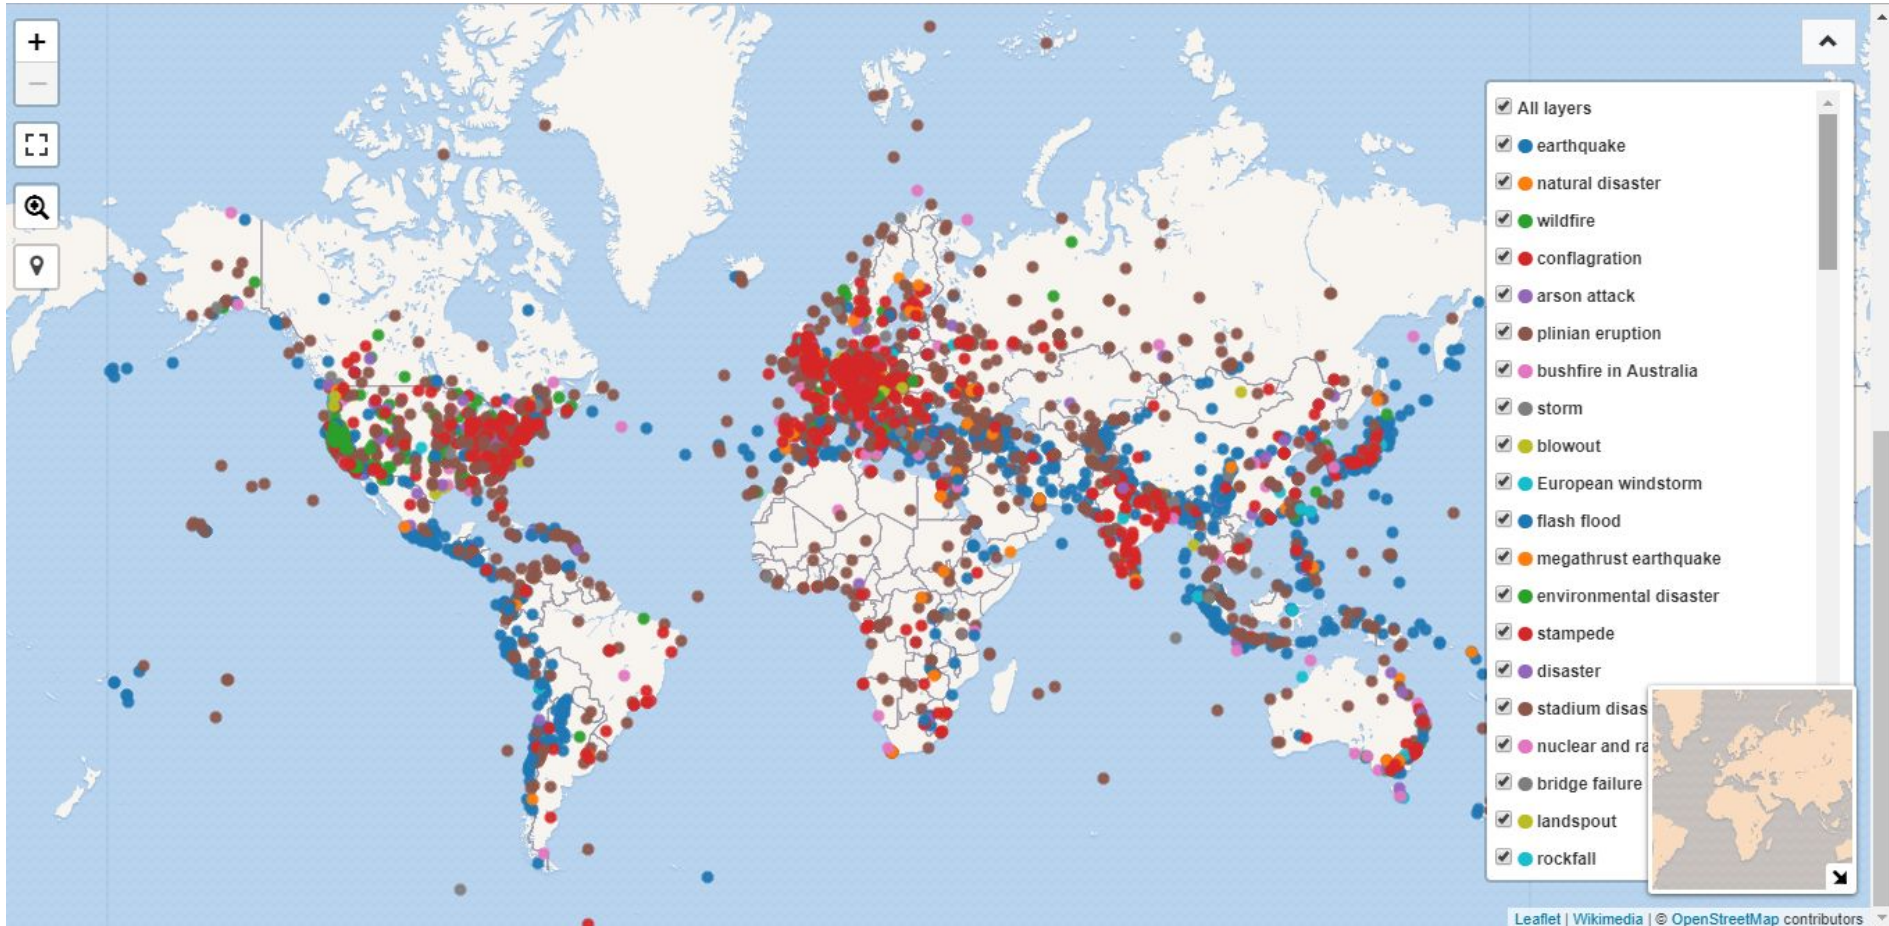 +
All layers
earthquake
natural disaster
wildfire
conflagration
arson attack
plinian eruption
bushfire in Australia
storm
blowout
European windstorm
flash flood
megathrust earthquake
environmental disaster
stampede
disaster
stadium disas
nuclear and ra
bridge failure
landspout
rockfall
Leaflet | Wikimedia | © OpenStreetMap contributors